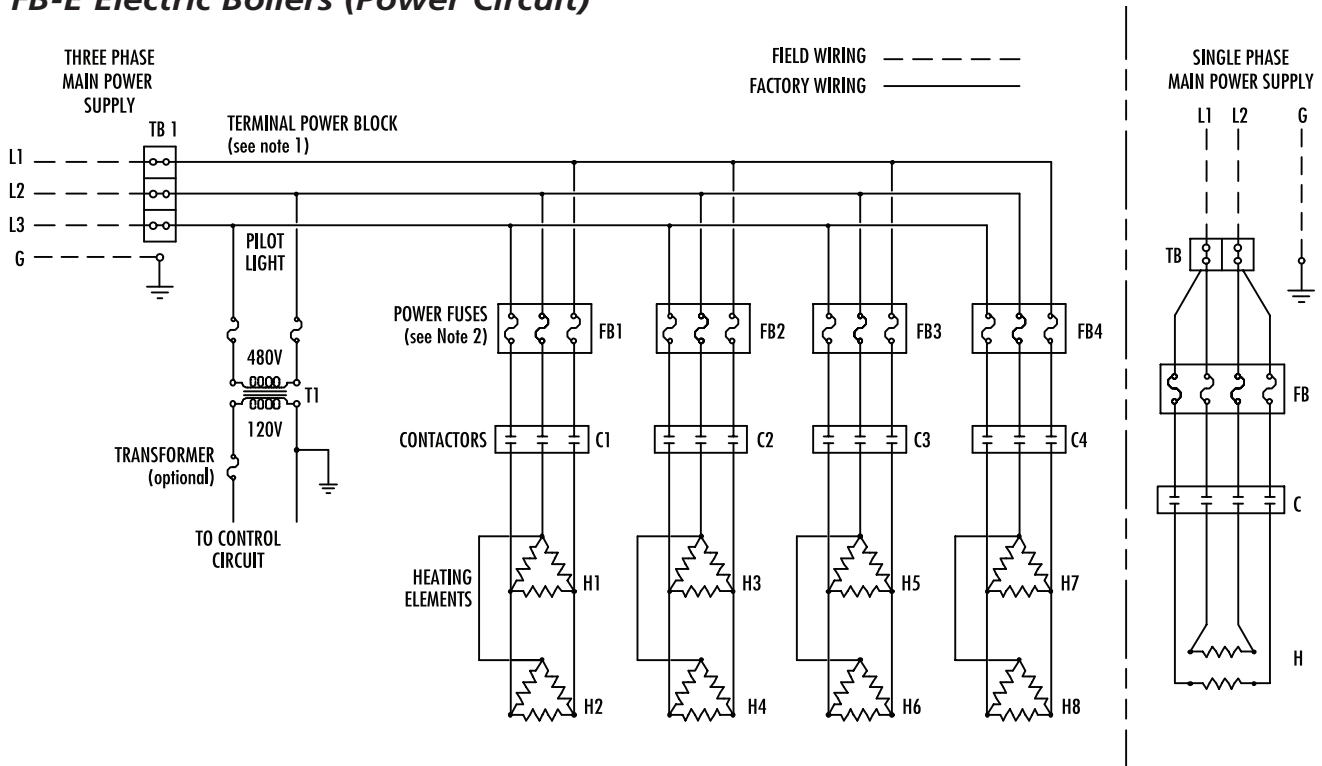 FB-E Electric Boilers (Power Circuit)
THREE PHASE
MAIN POWER
SUPPLY
TB 1
TERMINAL POWER BLOCK
(see note 1)
L1
L2
L3
G
FIELD WIRING
FACTORY WIRING
PILOT
LIGHT
480V
T1
120V
TRANSFORMER
(optional)
TO CONTROL
CIRCUIT
POWER FUSES
(see Note 2)
FB1
FB2
FB3
FB4
CONTACTORS
C1
C2
C3
C4
HEATING
ELEMENTS
H1
H3
H5
H7
H2
H4
H6
H8
SINGLE PHASE
MAIN POWER SUPPLY
L1
L2
G
TB
FB
C
H